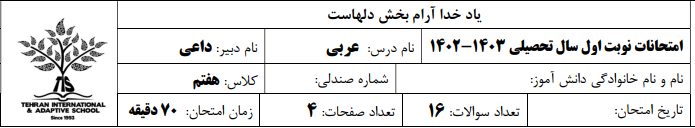 یاد خدا آرام بخش دلهاست
امتحانات نوبت اول سال تحصیلی ۱۴۰۳-۱۴۰۲ نام درس: عربی نام دبیر: داعی
نام و نام خانوادگی دانش آموز: شماره صندلی: کلاس: هفتم
تاریخ امتحان: تعداد سوالات: ۱۶ تعداد صفحات: ۴ زمان امتحان: ۷۰ دقیقه
TEHRAN INTERNATIONAL
& ADAPTIVE SCHOOL
Since 1993